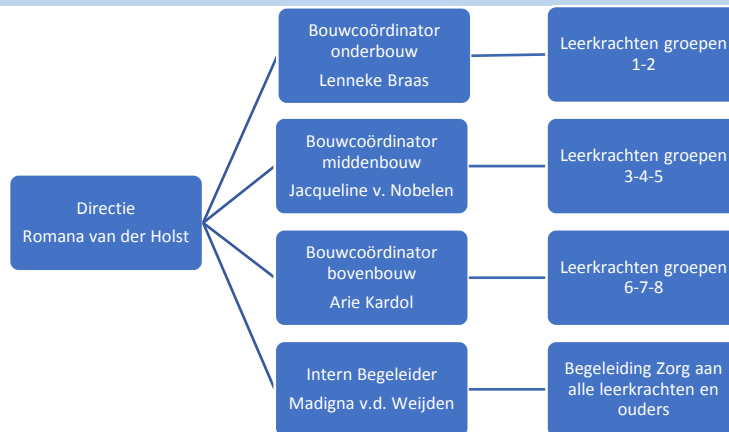 Directie
Romana van der Holst
Bouwcoördinator
onderbouw
Lenneke Braas
Leerkrachten groepen
1-2
Bouwcoördinator
middenbouw
Jacqueline v. Nobelen
Leerkrachten groepen
3-4-5
Bouwcoördinator
bovenbouw
Arie Kardol
Leerkrachten groepen
6-7-8
Intern Begeleider
Madigna v.d. Weijden
Begeleiding Zorg aan
alle leerkrachten en
ouders